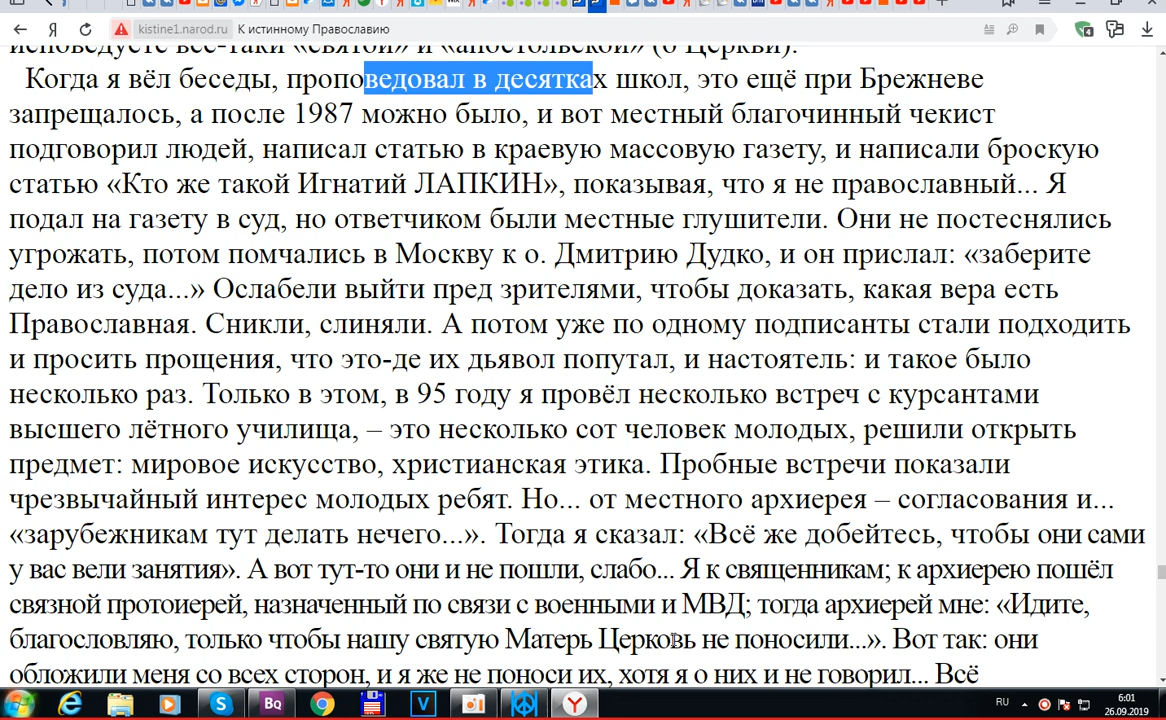 kistine1.narod.ru К истинному Православию
исповедусте все-таки «святой» и «апостольской» (о Церкви).
Когда я вёл беседы, проповедовал в десятках школ, это ещё при Брежневе
запрещалось, а после 1987 можно было, и вот местный благочинный чекист
подговорил людей, написал статью в краевую массовую газету, и написали броскую
статью «Кто же такой Игнатий ЛАПКИН», показывая, что я не православный... Я
подал на газету в суд, но ответчиком были местные глушители. Они не постеснялись
угрожать, потом помчались в Москву к о. Дмитрию Дудко, и он прислал: «заберите
дело из суда...» Ослабели выйти пред зрителями, чтобы доказать, какая вера есть
Православная. Сникли, слиняли. А потом уже по одному подписанты стали подходить
и просить прощения, что это-де их дьявол попутал, и настоятель: и такое было
несколько раз. Только в этом, в 95 году я провёл несколько встреч с курсантами
высшего лётного училища, – это несколько сот человек молодых, решили открыть
предмет: мировое искусство, христианская этика. Пробные встречи показали
чрезвычайный интерес молодых ребят. Но... от местного архиерея – согласования и...
«зарубежникам тут делать нечего...». Тогда я сказал: «Всё же добейтесь, чтобы они сами
у вас вели занятия». А вот тут-то они и не пошли, слабо... Я к священникам; к архиерею пошёл
связной протоиерей, назначенный по связи с военными и МВД; тогда архиерей мне: «Идите,
благословляю, только чтобы нашу святую Матерь Церковь не поносили...». Вот так: они
обложили меня со всех сторон, и я же не поноси их, хотя я о них и не говорил... Всё
RU 6:01
26.09.2019